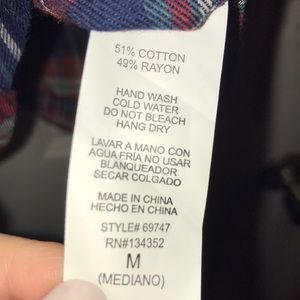 51% COTTON
49% RAYON
HAND WASH
COLD WATER
DO NOT BLEACH
HANG DRY
LAVAR A MANO CON
AGUA FRÍA NO USAR
BLANQUEADOR
SECAR COLGADO
MADE IN CHINA
HECHO EN CHINA
STYLE# 69747
RN#134352
M
(MEDIANO)